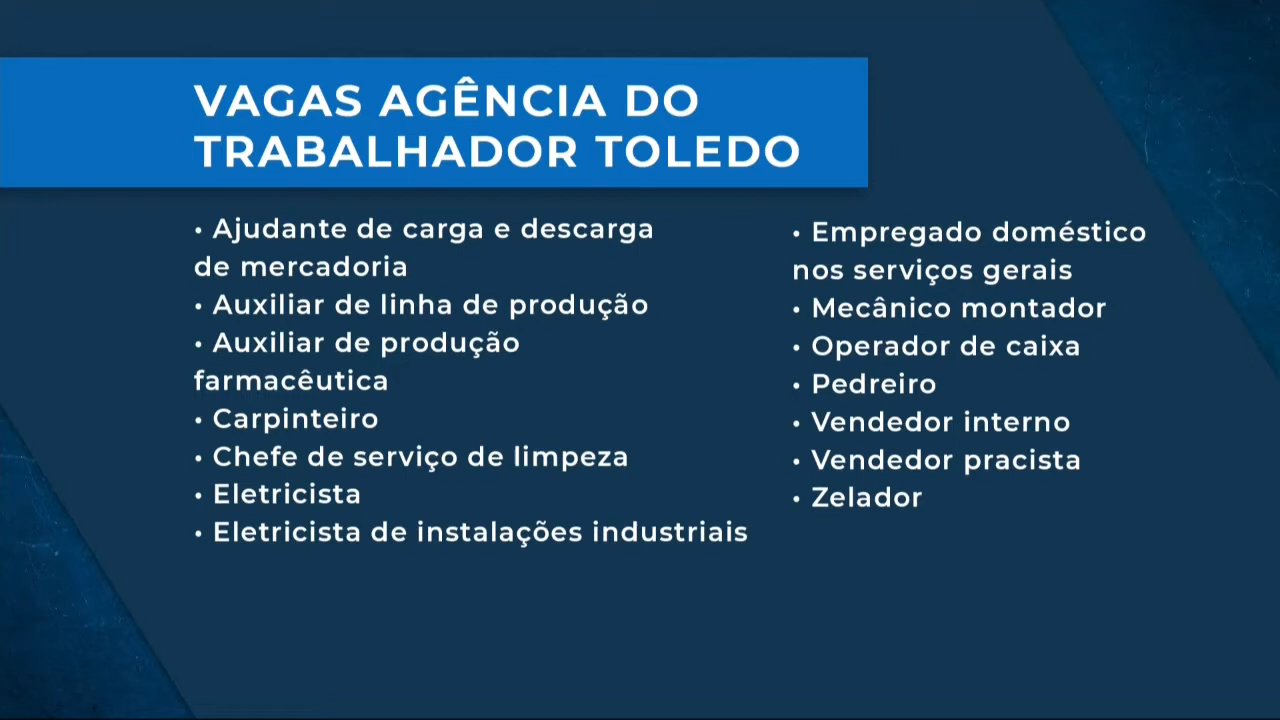 VAGAS AGÊNCIA DO
TRABALHADOR TOLEDO
• Ajudante de carga e descarga
de mercadoria
• Auxiliar de linha de produção
• Auxiliar de produção
farmacêutica
• Carpinteiro
• Chefe de serviço de limpeza
• Eletricista
• Eletricista de instalações industriais
• Empregado doméstico
nos serviços gerais
• Mecânico montador
• Operador de caixa
• Pedreiro
• Vendedor interno
• Vendedor pracista
• Zelador